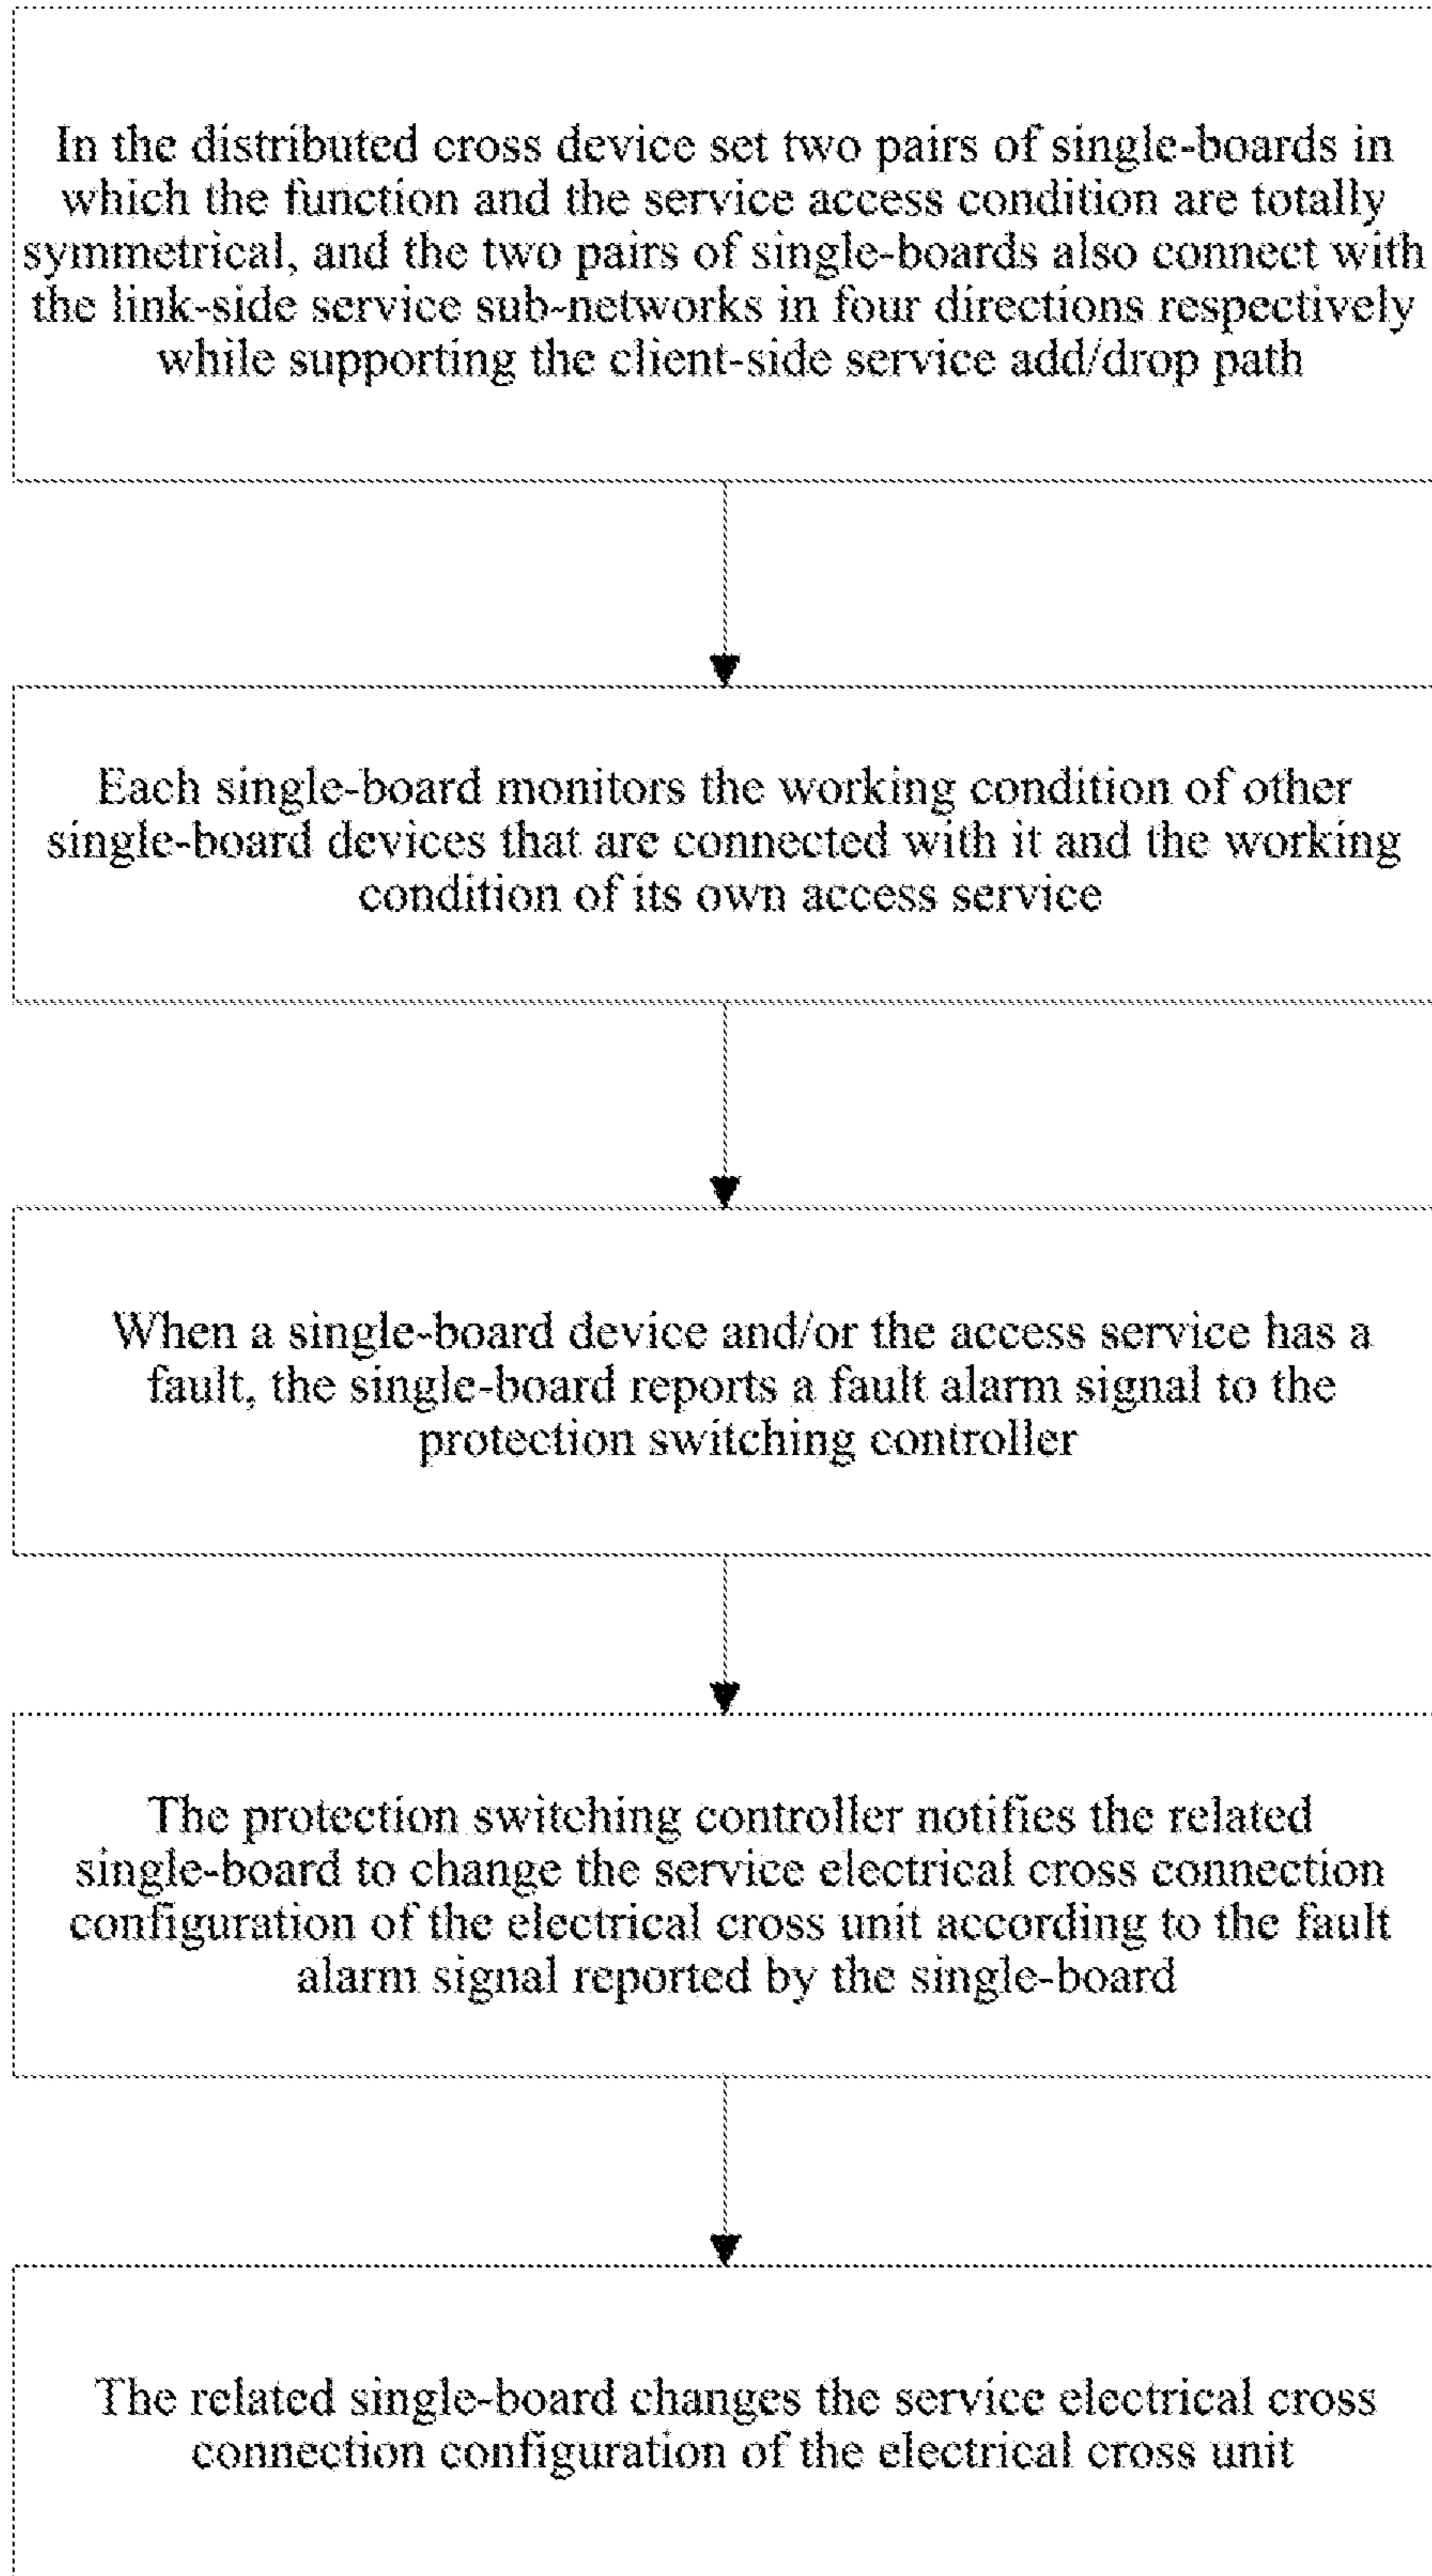 In the distributed cross device set two pairs of single-boards in
which the function and the service access condition are totally
symmetrical, and the two pairs of single-boards also connect with
the link-side service sub-networks in four directions respectively
while supporting the client-side service add/drop path
Each single-board monitors the working condition of other
single-board devices that are connected with it and the working
condition of its own access service
When a single-board device and/or the access service has a
fault, the single-board reports a fault alarm signal to the
protection switching controller
The protection switching controller notifies the related
single-board to change the service electrical cross connection
configuration of the electrical cross unit according to the fault
alarm signal reported by the single-board
The related single-board changes the service electrical cross
connection configuration of the electrical cross unit